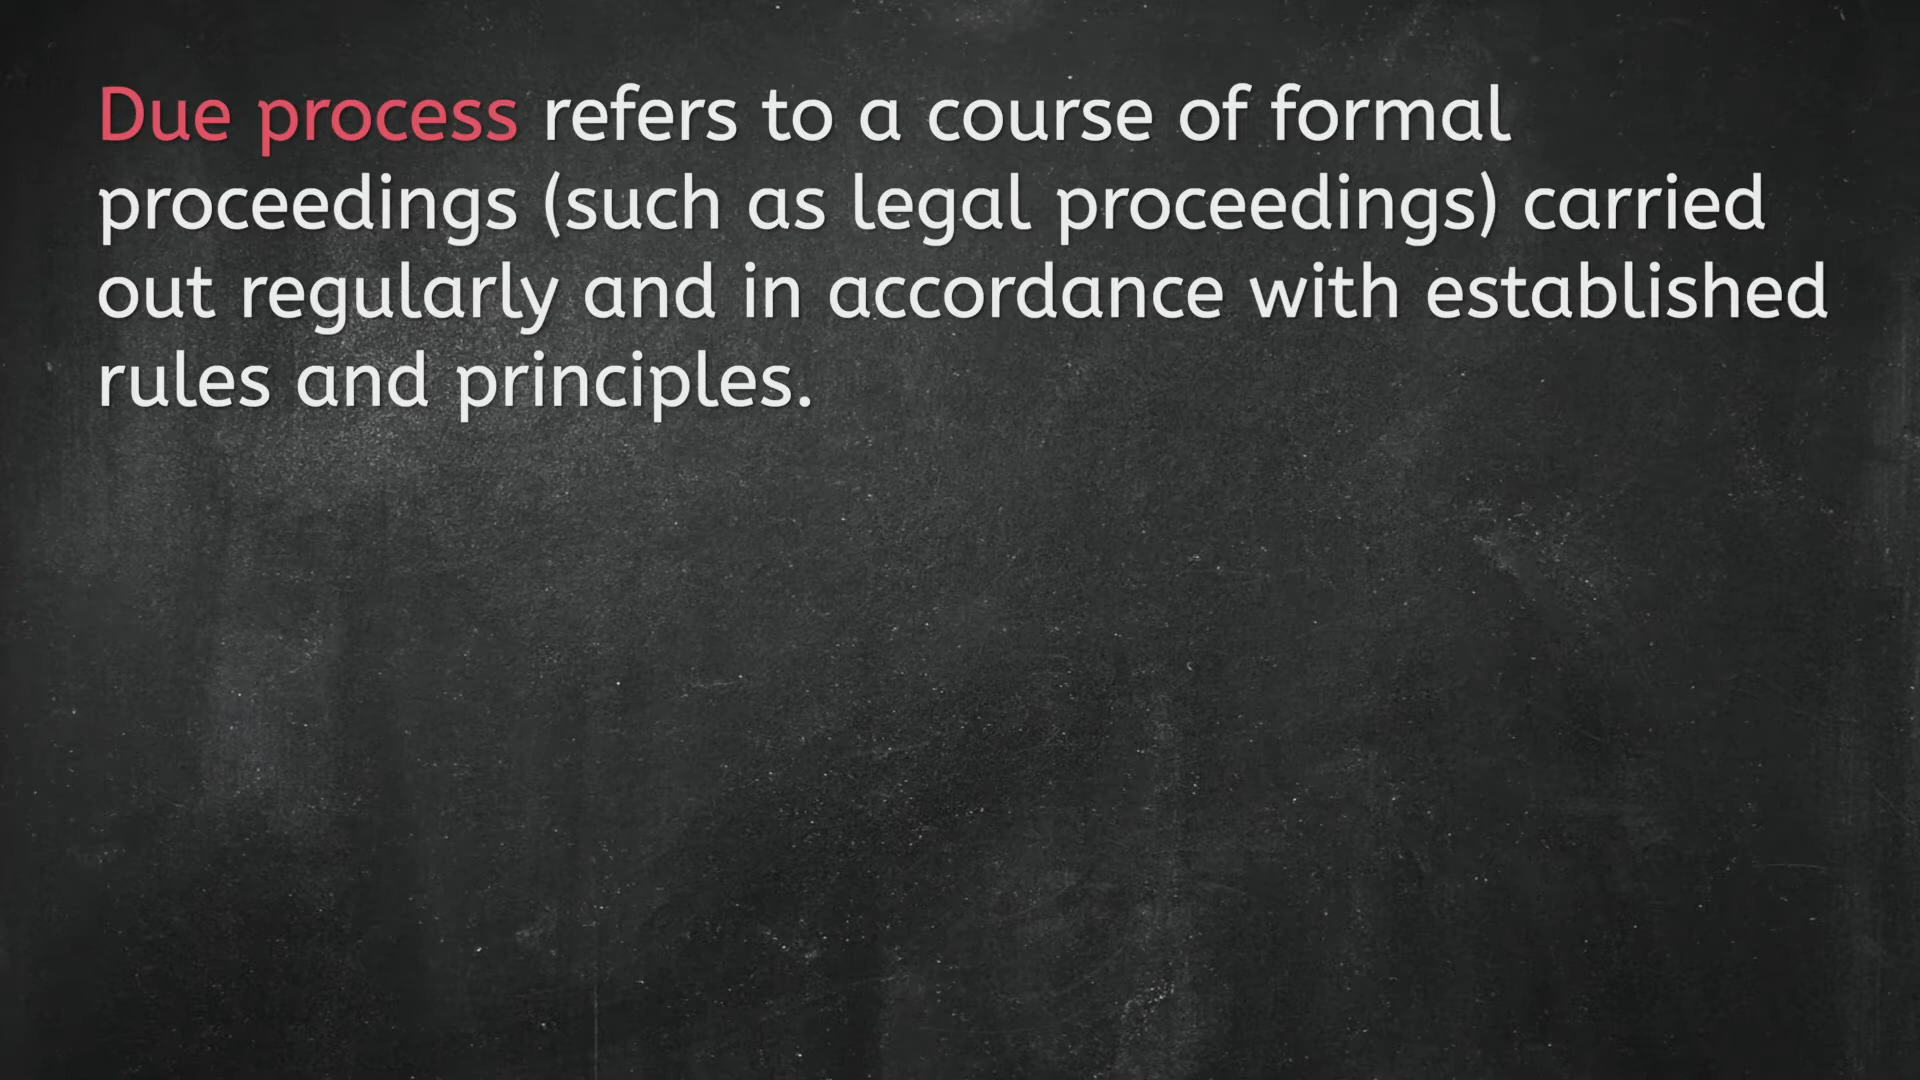 Due process refers to a course of formal
proceedings (such as legal proceedings) carried
out regularly and in accordance with established
rules and principles.